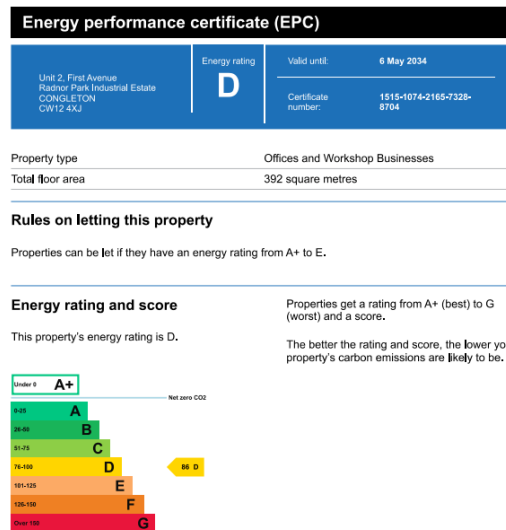 Energy performance certificate (EPC)
Unit 2, First Avenue
Radnor Park Industrial Estate
CONGLETON
CW12 4XJ
Energy rating
D
Valid until:
6 May 2034
Certificate
number:
1515-1074-2165-7328-
8704
Property type
Offices and Workshop Businesses
Total floor area
392 square metres
Rules on letting this property
Properties can be let if they have an energy rating from A+ to E.
Energy rating and score
This property's energy rating is D.
Properties get a rating from A+ (best) to G
(worst) and a score.
The better the rating and score, the lower yo
property's carbon emissions are likely to be.
Under 0 A+
Net zero CO2
0-25 A
26-50 B
51-75 C
76-100 D
86 D
101-125 E
126-150 F
Over 150 G